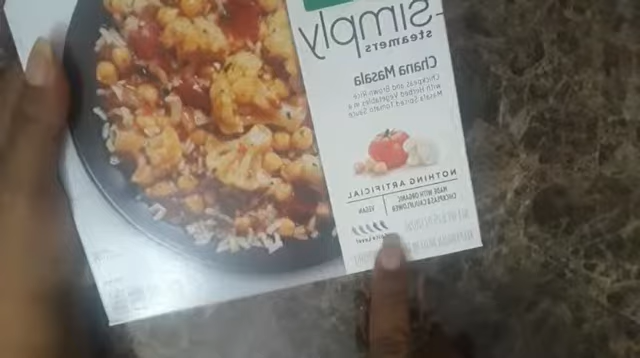 Simply
steamers
Chana Masala
Chickpeas and Brown Rice
with Herbed Vegetables in a
Masala Spiced Tomato Sauce
NOTHING ARTIFICIAL
MADE WITH ORGANIC
CHICKPEAS & CAULIFLOWER
VEGAN